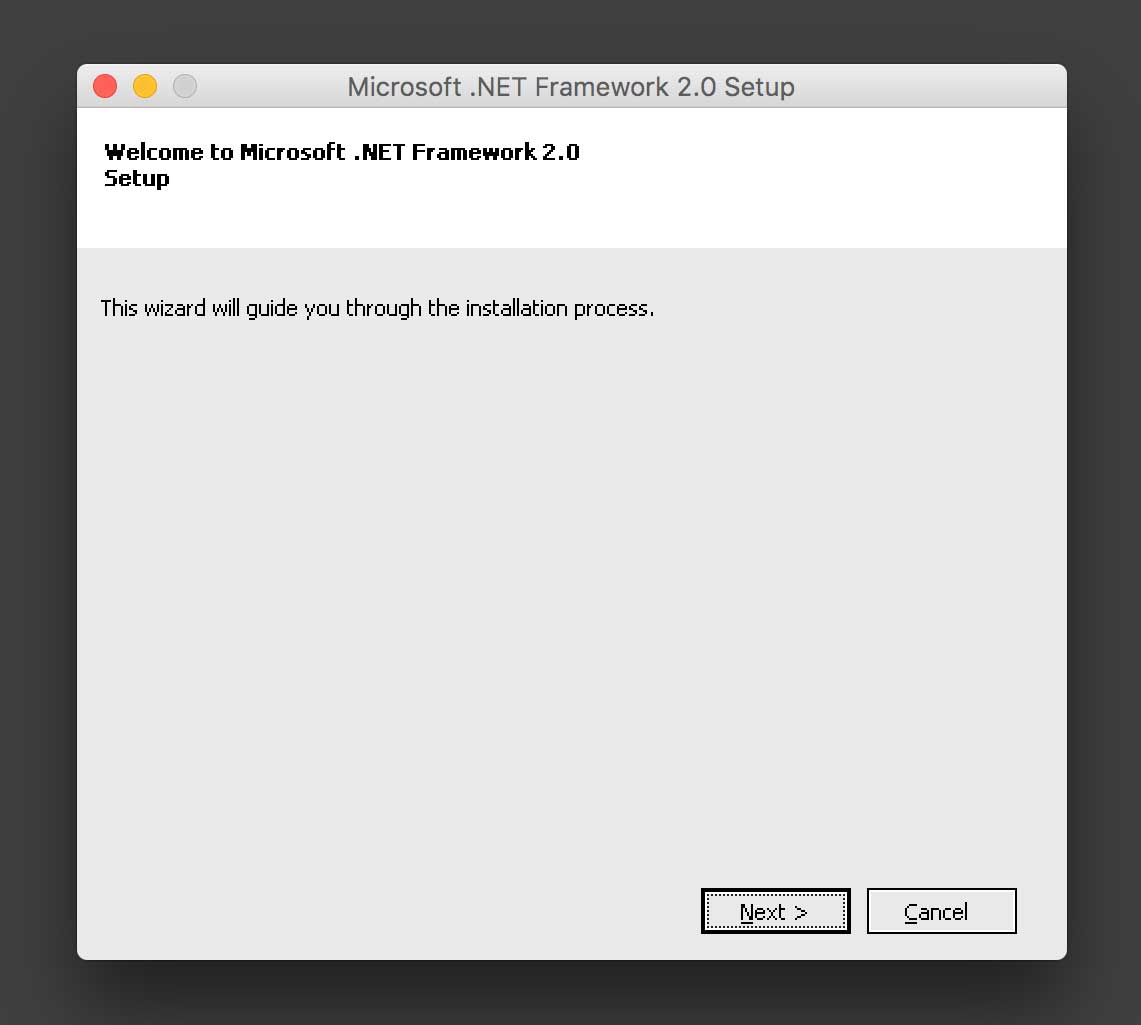 Microsoft .NET Framework 2.0 Setup
Welcome to Microsoft .NET Framework 2.0
Setup
This wizard will guide you through the installation process.
Next >
Cancel